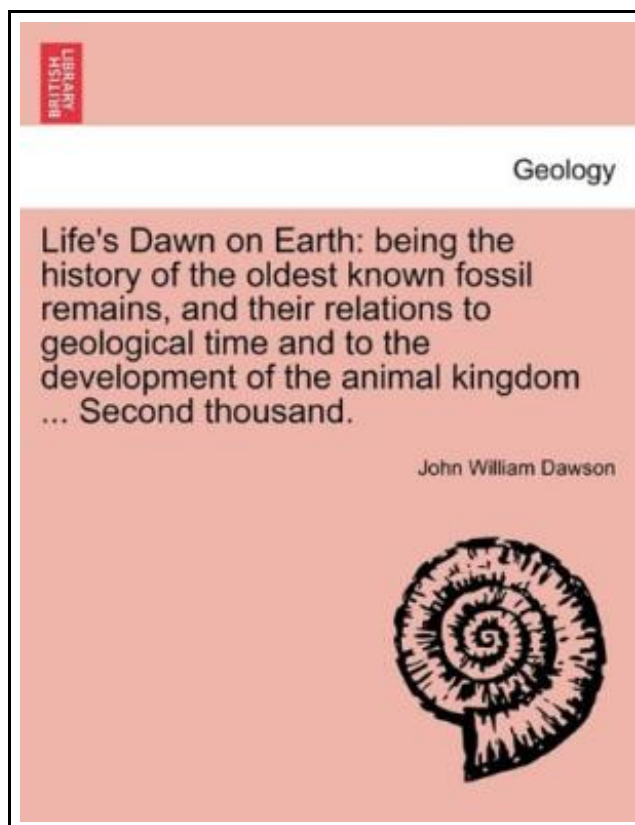 BRITISH
LIBRARY
Geology
Life's Dawn on Earth: being the
history of the oldest known fossil
remains, and their relations to
geological time and to the
development of the animal kingdom
... Second thousand.
John William Dawson